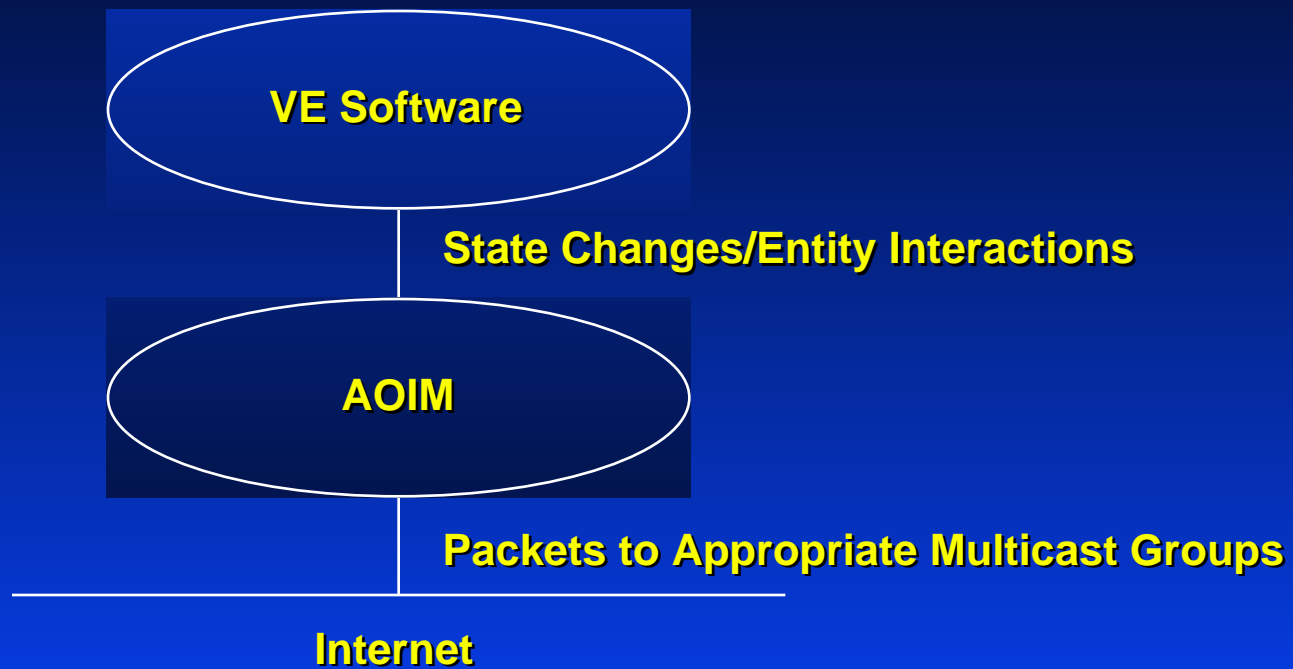 VE Software
State Changes/Entity Interactions
AOIM
Packets to Appropriate Multicast Groups
Internet